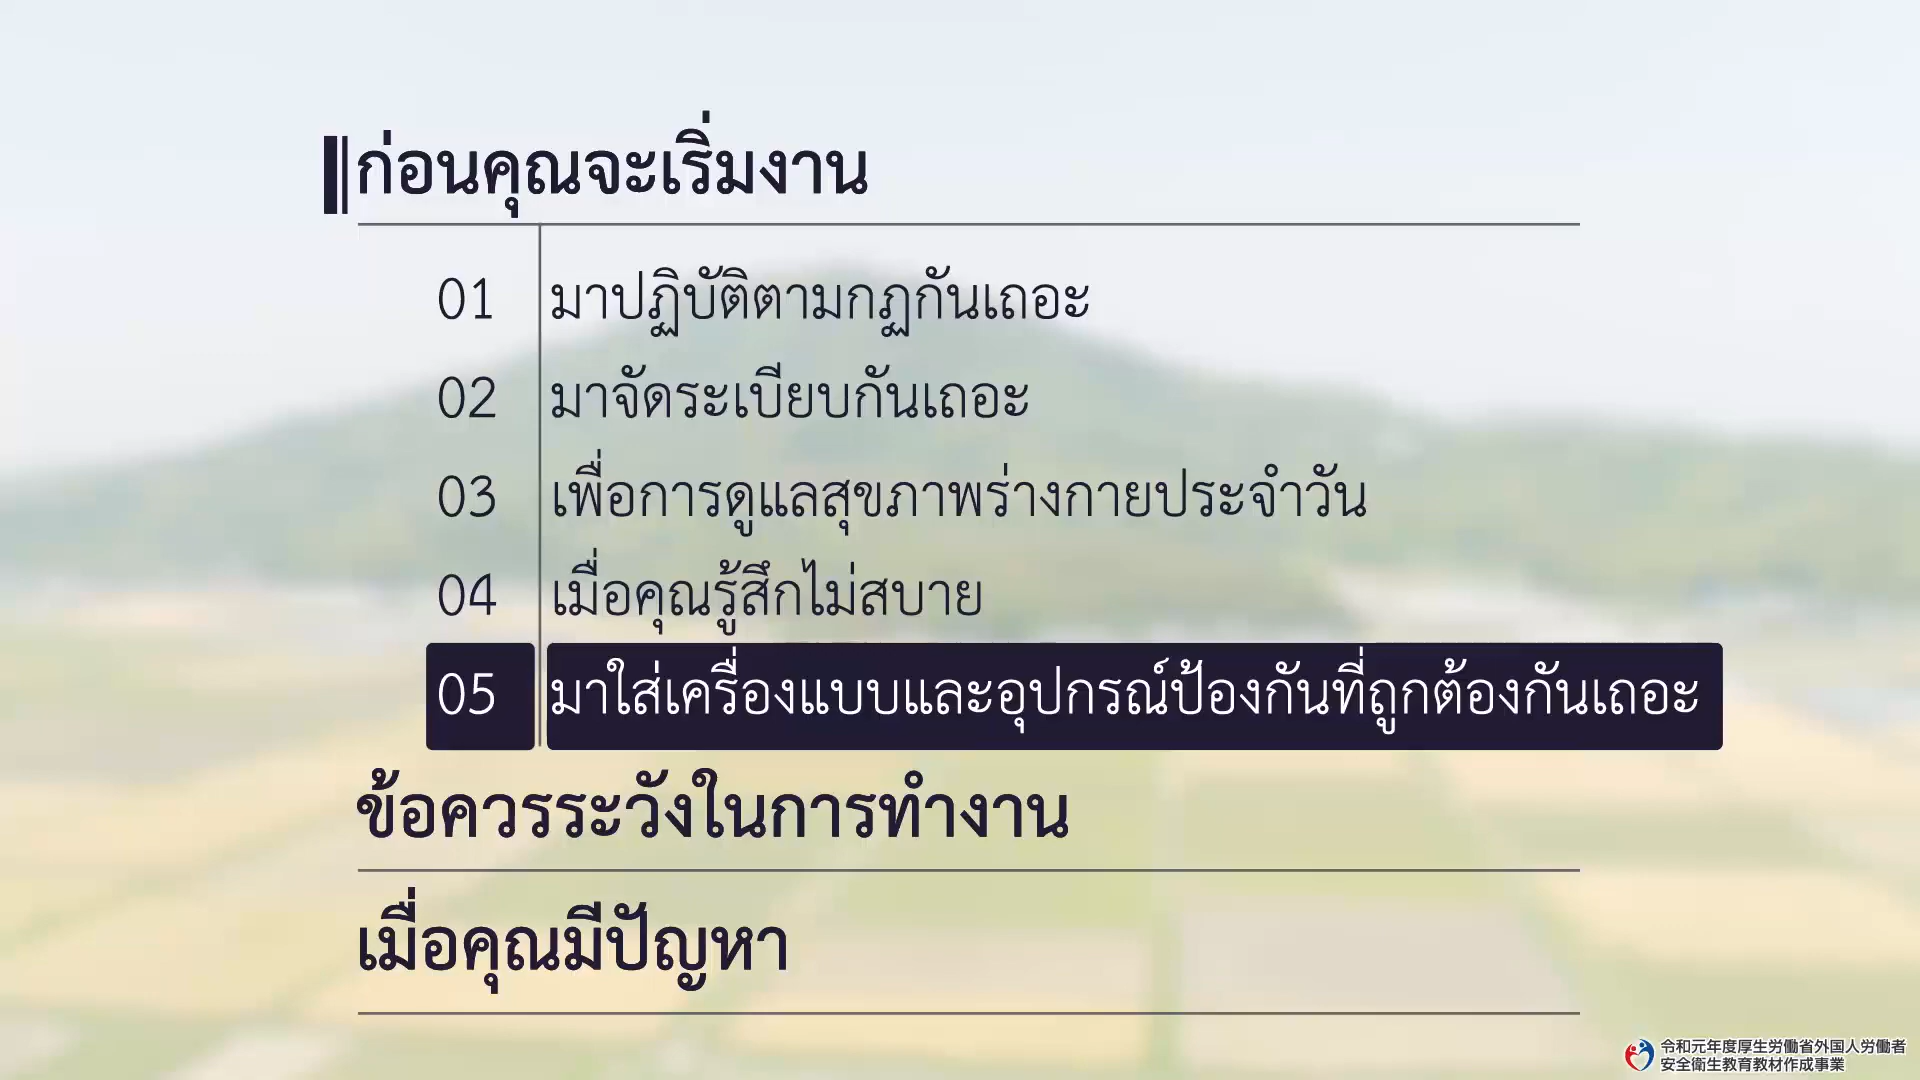 ก่อนคุณจะเริ่มงาน
01 มาปฏิบัติตามกฏกันเถอะ
02 มาจัดระเบียบกันเถอะ
03 เพื่อการดูแลสุขภาพร่างกายประจำวัน
04 เมื่อคุณรู้สึกไม่สบาย
05 มาใส่เครื่องแบบและอุปกรณ์ป้องกันที่ถูกต้องกันเถอะ
ข้อควรระวังในการทำงาน
เมื่อคุณมีปัญหา
令和元年度厚生労働省外国人労働者
安全衛生教育教材作成事業